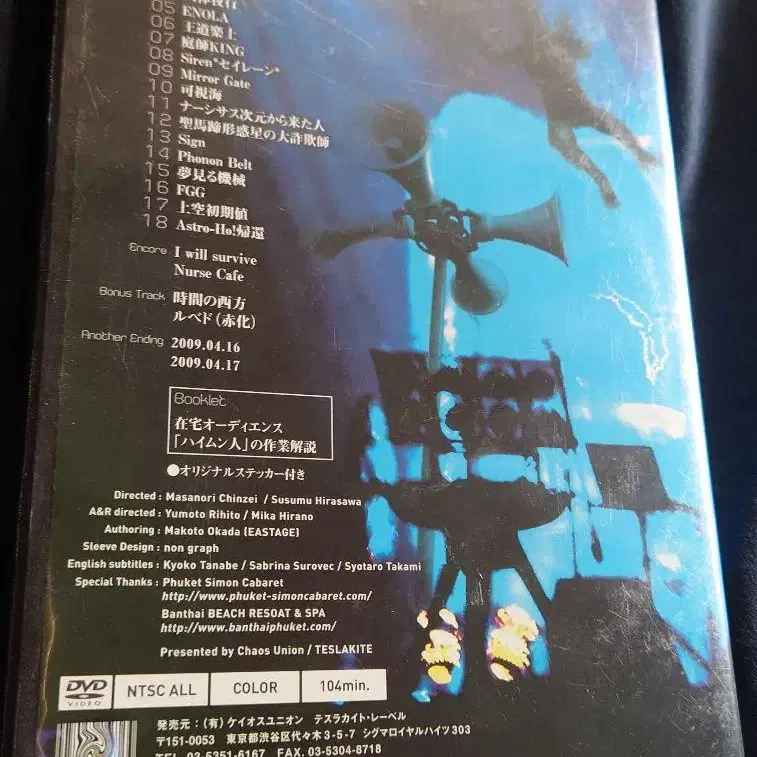 05 ENOLA
06 王道楽土
07 庭師KING
08 Siren*セイレーン*
09 Mirror Gate
10 可視海
11 ナーシサス次元から来た人
12 聖馬蹄形惑星の大詐欺師
13 Sign
14 Phonon Belt
15 夢見る機械
16 FGG
17 上空初期値
18 Astro-Ho!帰還
Encore I will survive
Nurse Cafe
Bonus Track 時間の西方
ルベド(赤化)
Another Ending 2009.04.16
2009.04.17
Booklet
在宅オーディエンス
「ハイムン人」の作業解説
●オリジナルステッカー付き
Directed : Masanori Chinzei / Susumu Hirasawa
A&R directed : Yumoto Rihito / Mika Hirano
Authoring : Makoto Okada (EASTAGE)
Sleeve Design : non graph
English subtitles : Kyoko Tanabe / Sabrina Surovec / Syotaro Takami
Special Thanks : Phuket Simon Cabaret
http://www.phuket-simoncabaret.com/
Banthai BEACH RESOAT & SPA
http://www.banthaiphuket.com/
Presented by Chaos Union / TESLAKITE
DVD VIDEO NTSC ALL COLOR 104min.
発売元:(有)ケイオスユニオン テスラカイト・レーベル
〒151-0053 東京都渋谷区代々木3-5-7 シグマロイヤルハイツ303
TEL 03-5351-6167 FAX. 03-5304-8718